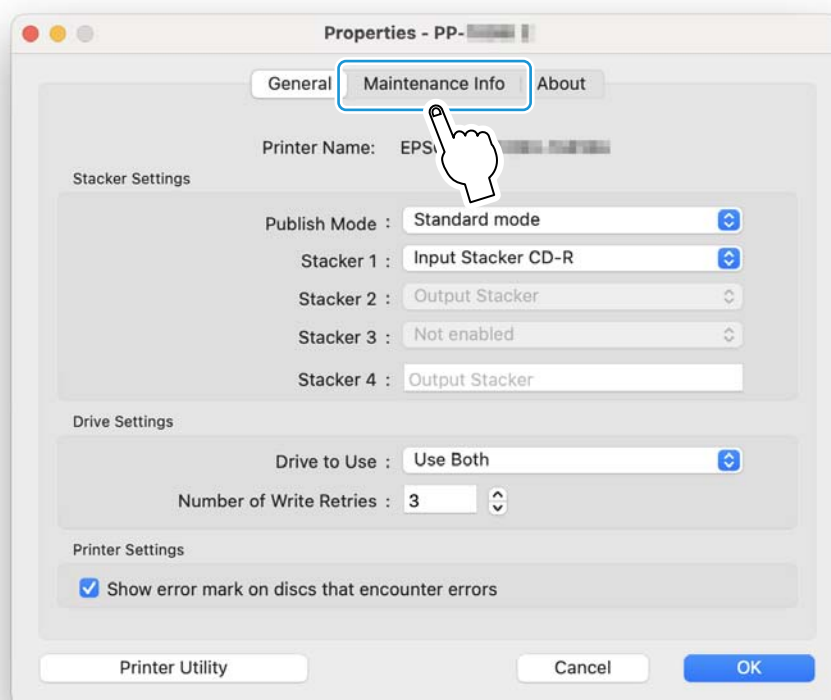 Properties - PP-
General Maintenance Info About
Printer Name: EPS
Stacker Settings
Publish Mode : Standard mode
Stacker 1 : Input Stacker CD-R
Stacker 2 : Output Stacker
Stacker 3 : Not enabled
Stacker 4 : Output Stacker
Drive Settings
Drive to Use : Use Both
Number of Write Retries : 3
Printer Settings
Show error mark on discs that encounter errors
Printer Utility Cancel OK